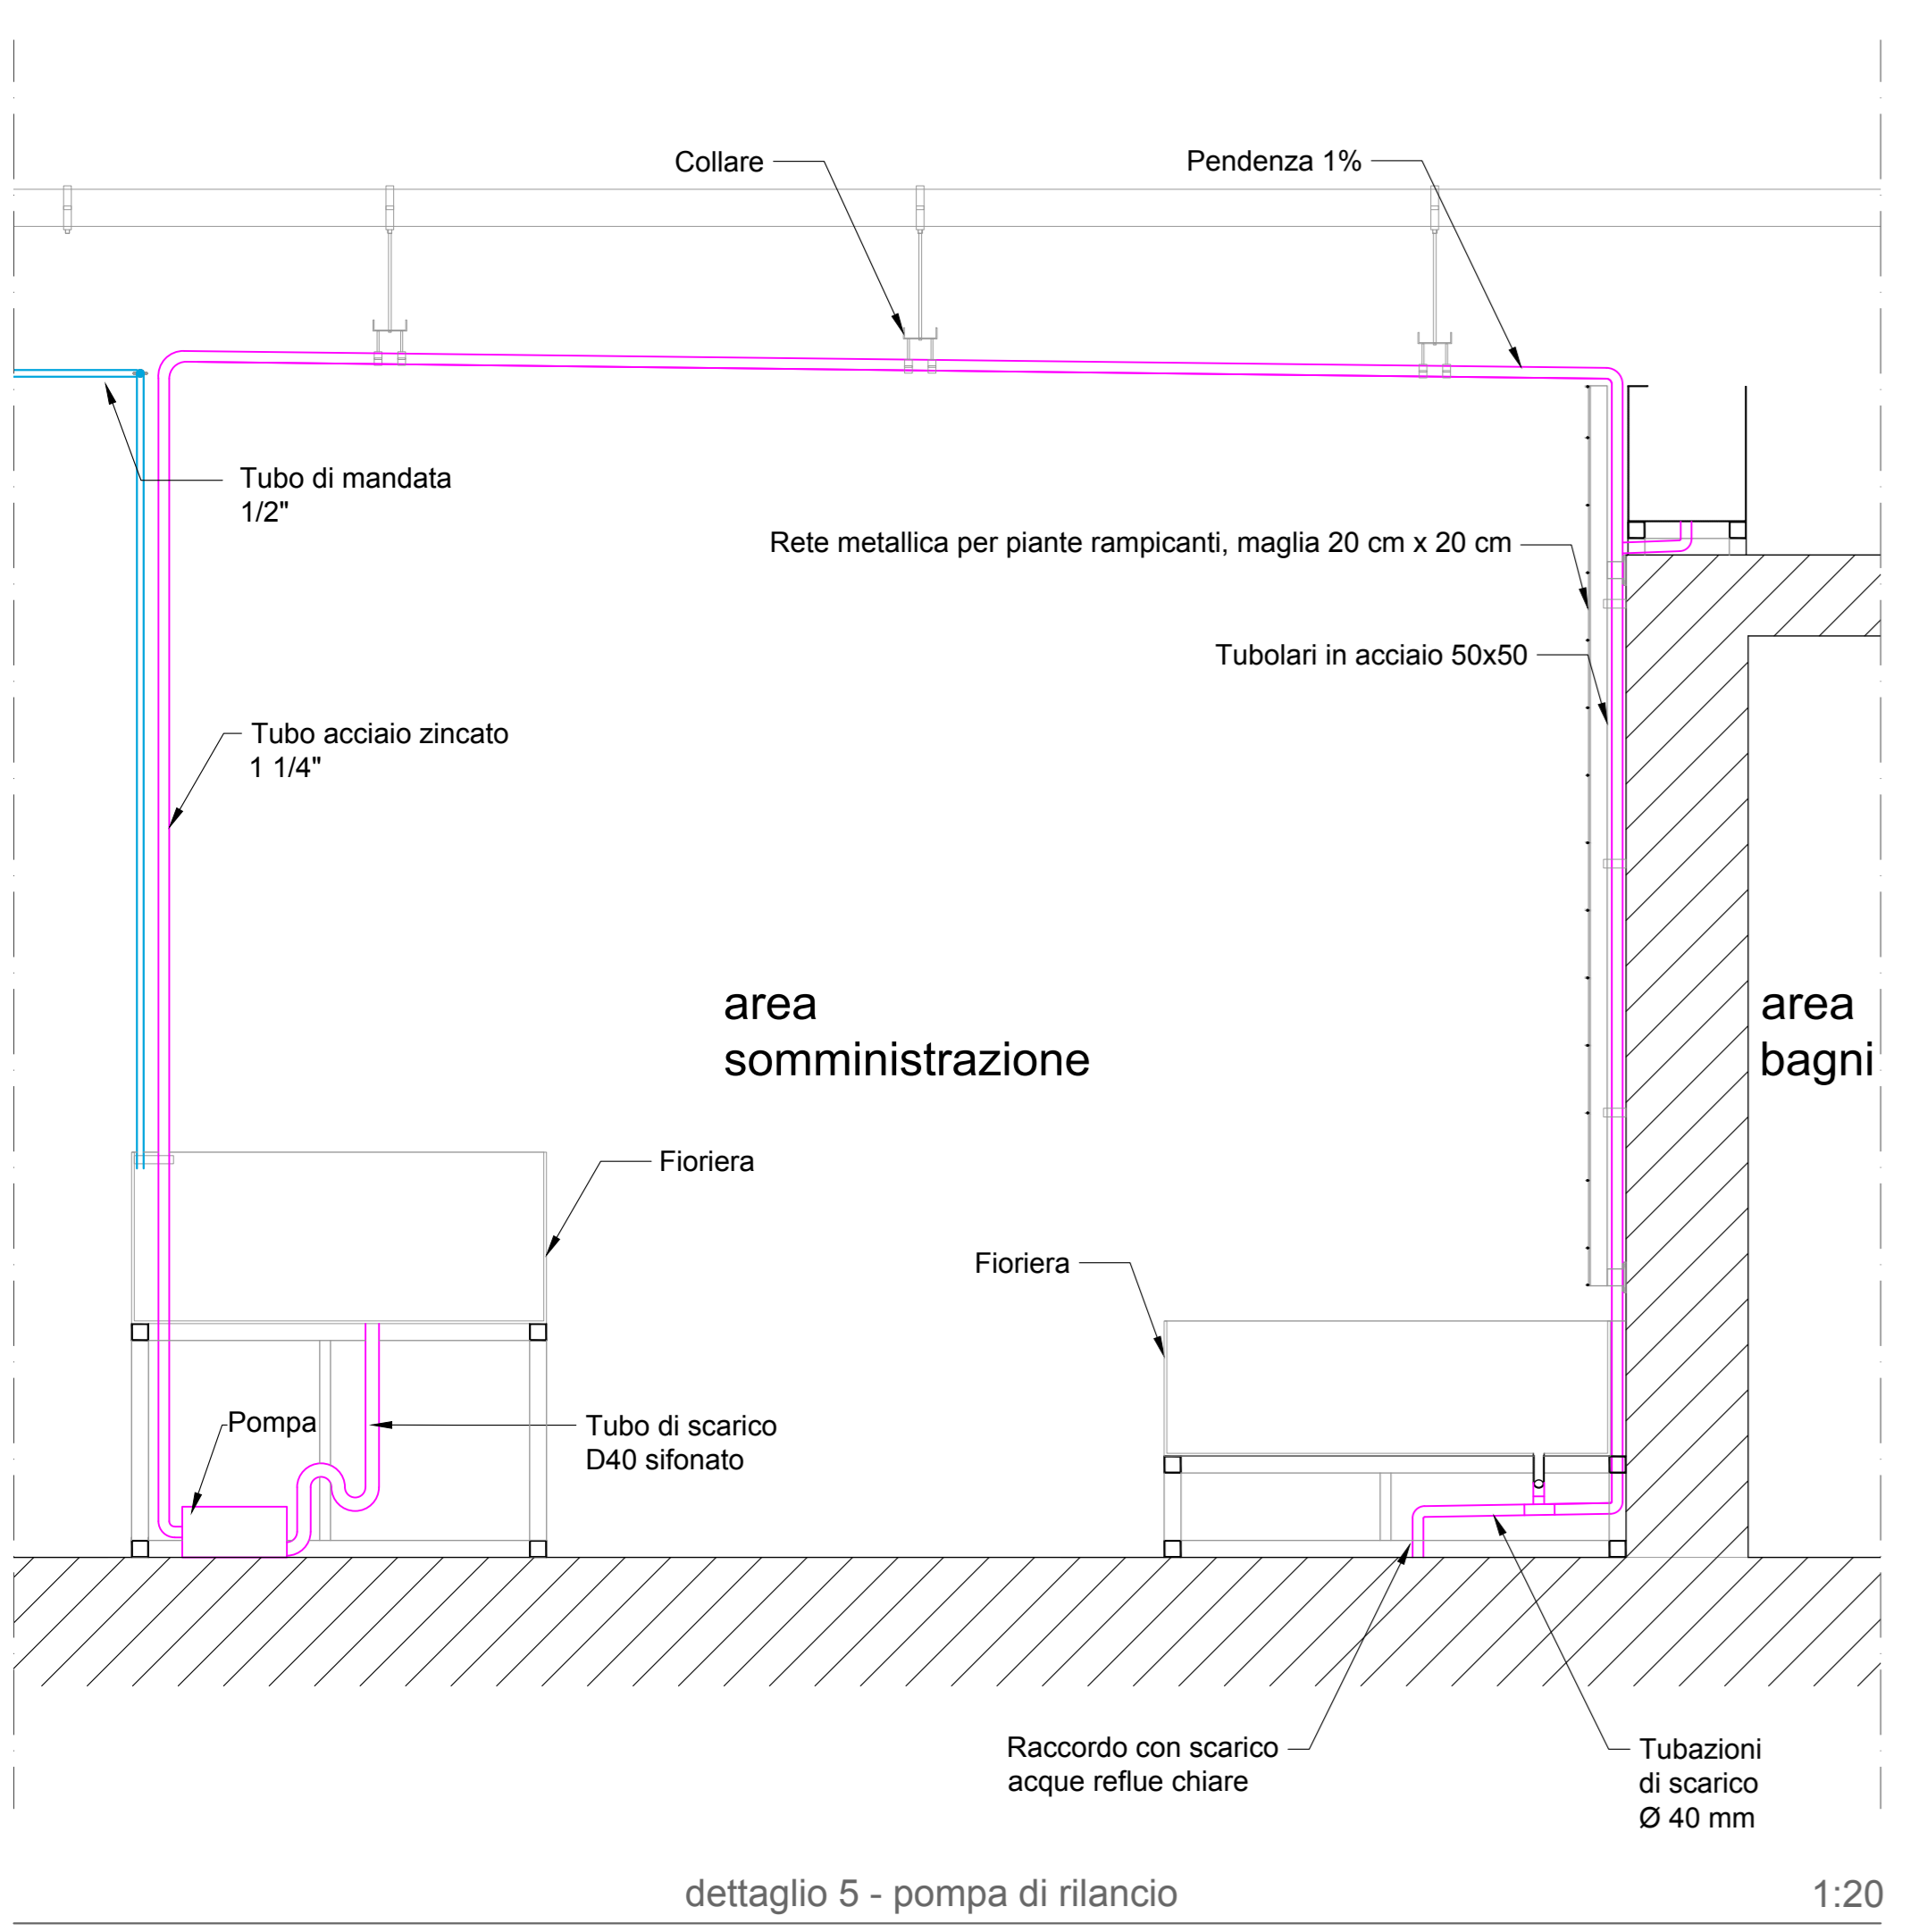 Collare
Pendenza 1%
Tubo di mandata
1/2"
Rete metallica per piante rampicanti, maglia 20 cm x 20 cm
Tubolari in acciaio 50x50
Tubo acciaio zincato
1 1/4"
area
somministrazione
area
bagni
Fioriera
Fioriera
Pompa
Tubo di scarico
D40 sifonato
Raccordo con scarico
acque reflue chiare
Tubazioni
di scarico
Ø 40 mm
dettaglio 5 - pompa di rilancio
1:20